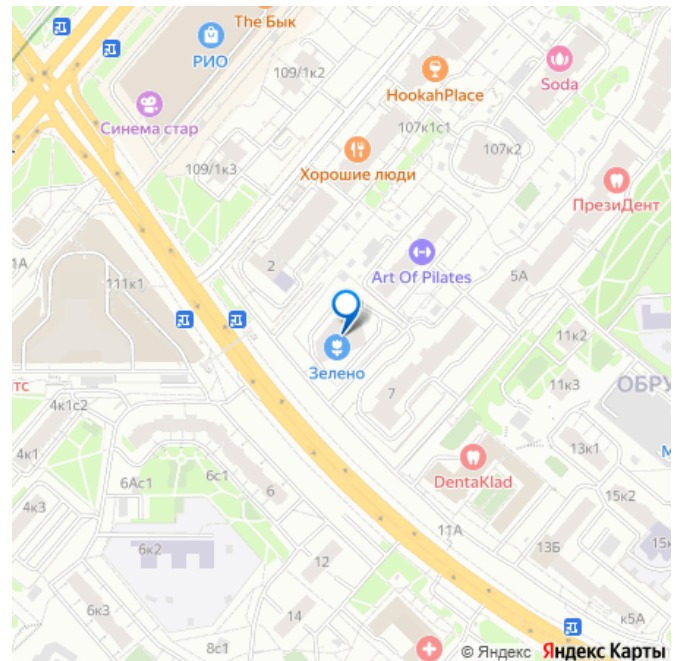 The Бык
РИО
109/1к2
Синема стар
HookahPlace
Soda
107к1с1
107к2
109/1к3
Хорошие люди
ПрезиДент
1А
111к1
2
Art Of Pilates
5А
11к2
Зелено
7
11к3
ОБРУ
тс
4к1с2
4к1
13к1
М
DentaKlad
6Ас1
6с1
6
15к2
4к3
11А
13Б
15к
6к2
12
6к3
14
к5А
8с1
© Яндекс Яндекс Карты